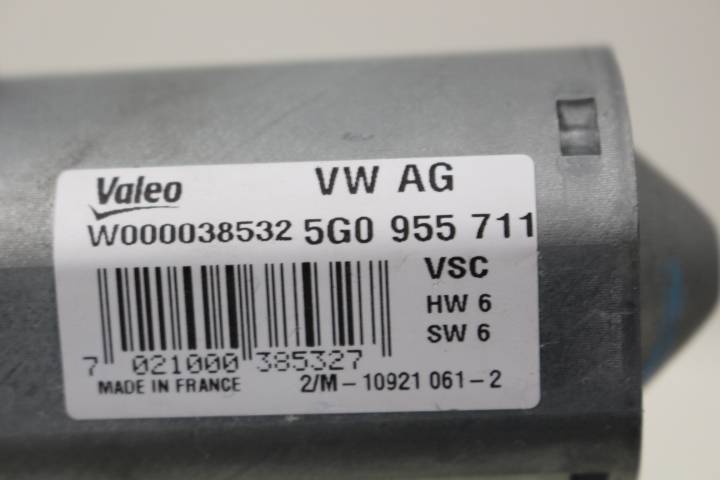 Valeo VW AG
W000038532 5G0 955 711
VSC
HW 6
SW 6
7 021000 385327
MADE IN FRANCE 2/M-10921 061-2